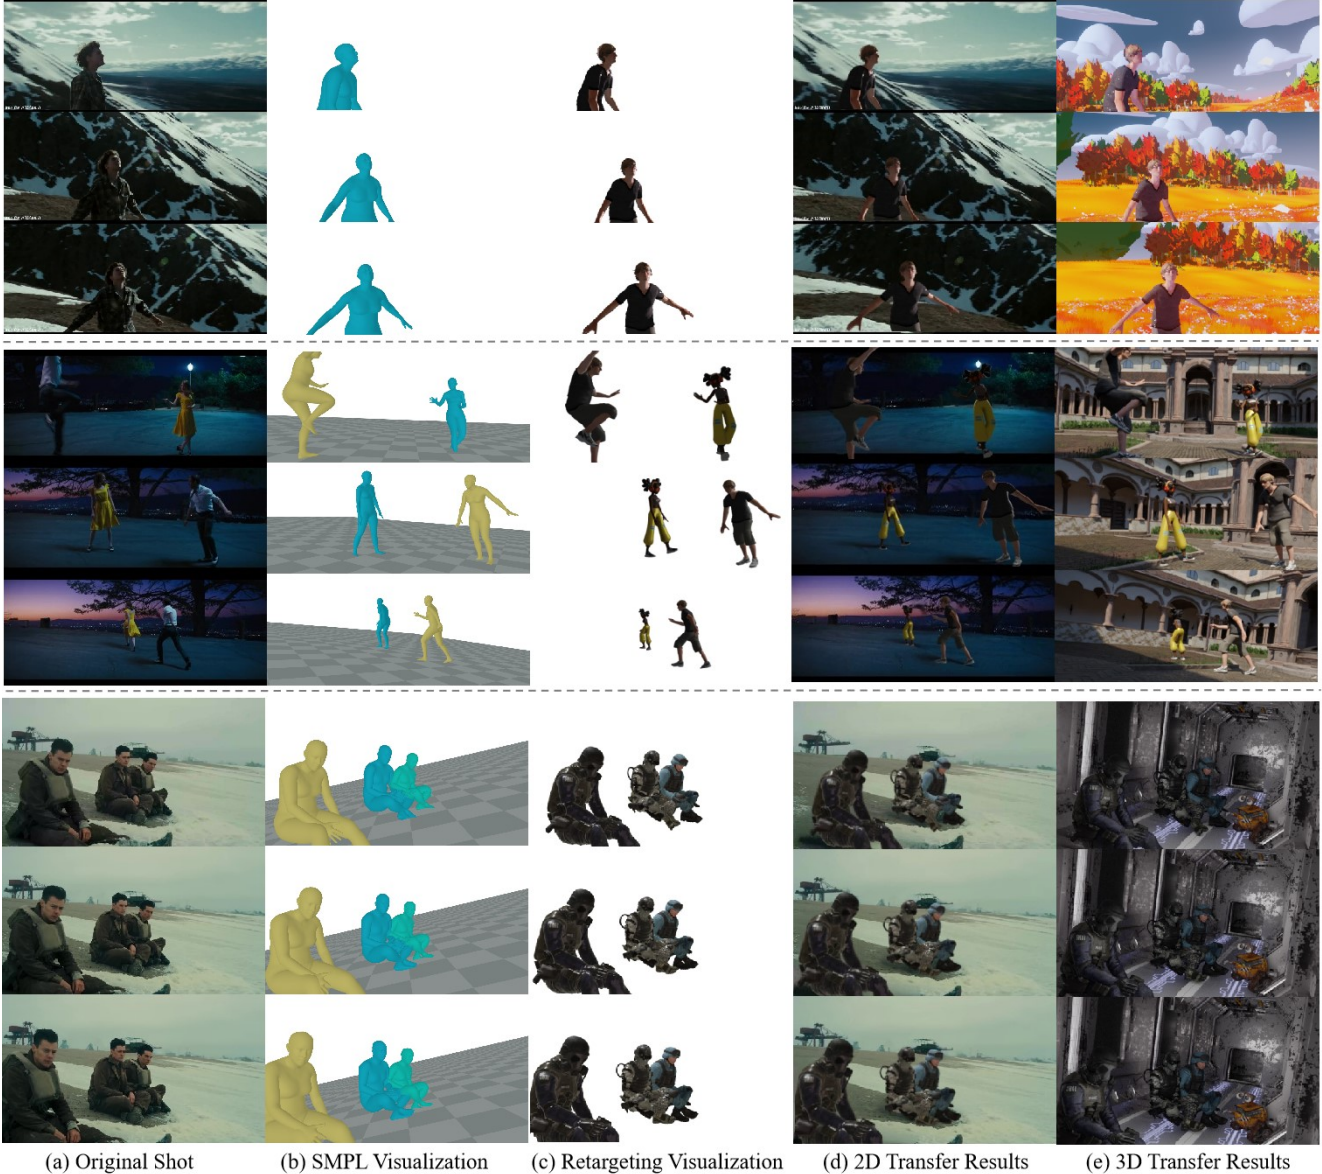 (a) Original Shot
(b) SMPL Visualization
(c) Retargeting Visualization
(d) 2D Transfer Results
(e) 3D Transfer Results